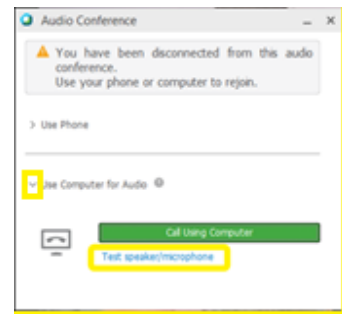 Audio Conference
You have been disconnected from this audio
conference.
Use your phone or computer to rejoin.
Use Phone
Use Computer for Audio
Call Using Computer
Test speaker/microphone